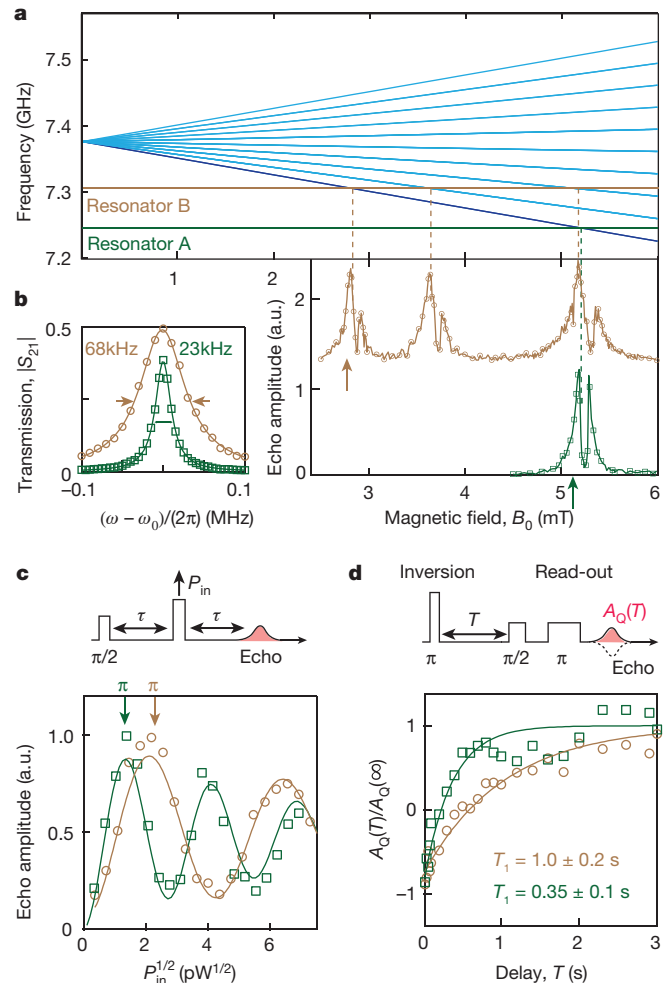 a
7.5
7.4
7.3
7.2
Frequency (GHz)
Resonator B
Resonator A
1
2
b
0.5
0
Transmission, |S21|
68kHz
23kHz
–0.1
0.1
(ω – ω0)/(2π) (MHz)
Echo amplitude (a.u.)
2
1
0
3
4
5
6
Magnetic field, B0 (mT)
c
Pin
τ
τ
π/2
Echo
π
π
Echo amplitude (a.u.)
1.0
0.5
0
0
2
4
6
Pin1/2 (pW1/2)
d
Inversion
Read-out
AQ(T)
T
π
π/2
π
Echo
AQ(T)/AQ(∞)
1
0
–1
T1 = 1.0 ± 0.2 s
T1 = 0.35 ± 0.1 s
0
1
2
3
Delay, T (s)